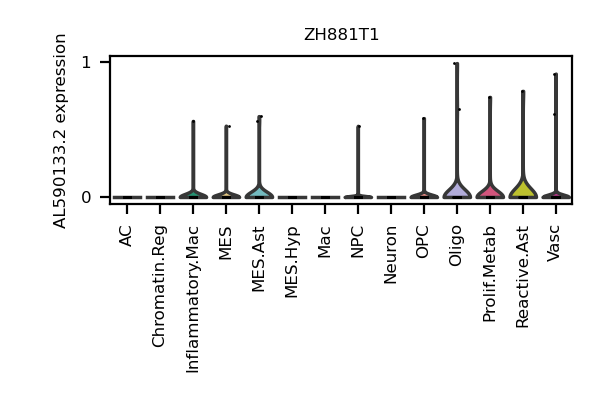 ZH881T1
AL590133.2 expression
1
0
AC
Chromatin.Reg
Inflammatory.Mac
MES
MES.Ast
MES.Hyp
Mac
NPC
Neuron
OPC
Oligo
Prolif.Metab
Reactive.Ast
Vasc